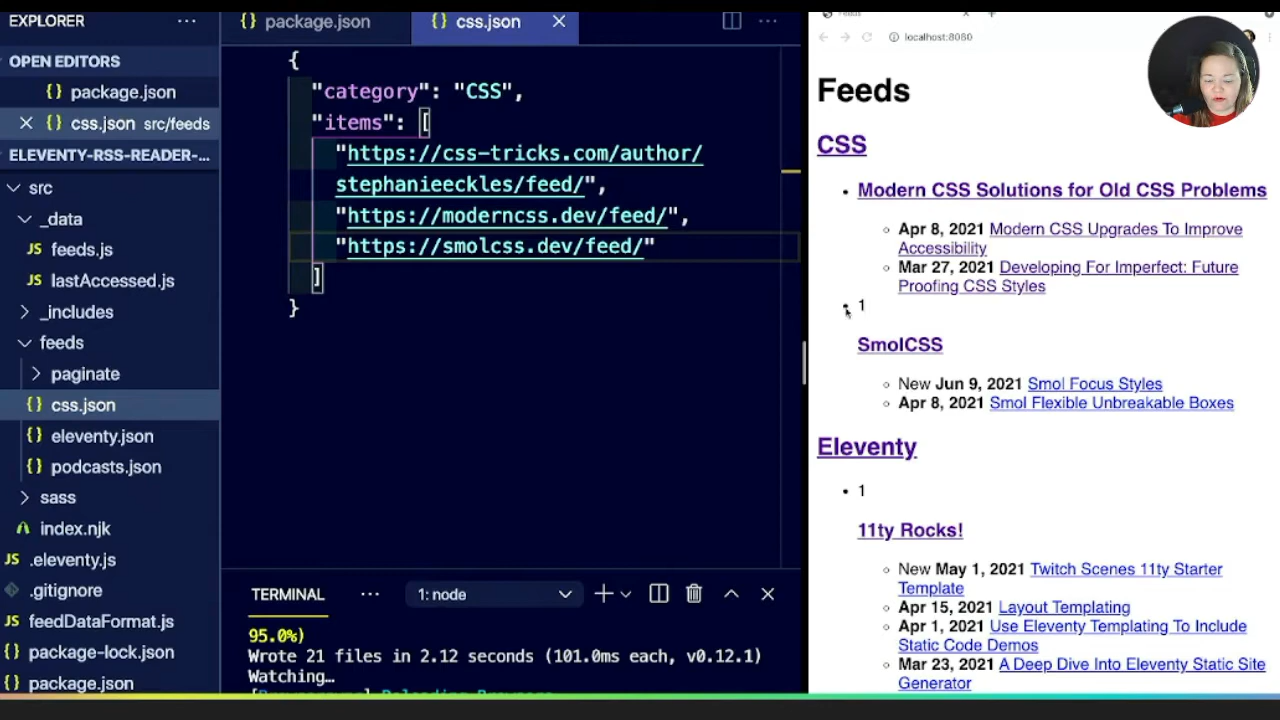 EXPLORER ...
OPEN EDITORS
{} package.json
{} css.json src/feeds
ELEVENTY-RSS-READER-...
src
_data
JS feeds.js
JS lastAccessed.js
_includes
feeds
paginate
{} css.json
{} eleventy.json
{} podcasts.json
sass
index.njk
JS .eleventy.js
.gitignore
JS feedDataFormat.js
{} package-lock.json
{} package.json
{} package.json
{} css.json
{
"category": "CSS",
"items": [
"https://css-tricks.com/author/
stephanieeckles/feed/",
"https://moderncss.dev/feed/",
"https://smolcss.dev/feed/"
]
}
TERMINAL ... 1: node
95.0%)
Wrote 21 files in 2.12 seconds (101.0ms each, v0.12.1)
Watching…
[Browsersync] Reloading Browsers
Feeds
localhost:8080
Feeds
CSS
Modern CSS Solutions for Old CSS Problems
Apr 8, 2021 Modern CSS Upgrades To Improve
Accessibility
Mar 27, 2021 Developing For Imperfect: Future
Proofing CSS Styles
1
SmolCSS
New Jun 9, 2021 Smol Focus Styles
Apr 8, 2021 Smol Flexible Unbreakable Boxes
Eleventy
1
11ty Rocks!
New May 1, 2021 Twitch Scenes 11ty Starter
Template
Apr 15, 2021 Layout Templating
Apr 1, 2021 Use Eleventy Templating To Include
Static Code Demos
Mar 23, 2021 A Deep Dive Into Eleventy Static Site
Generator